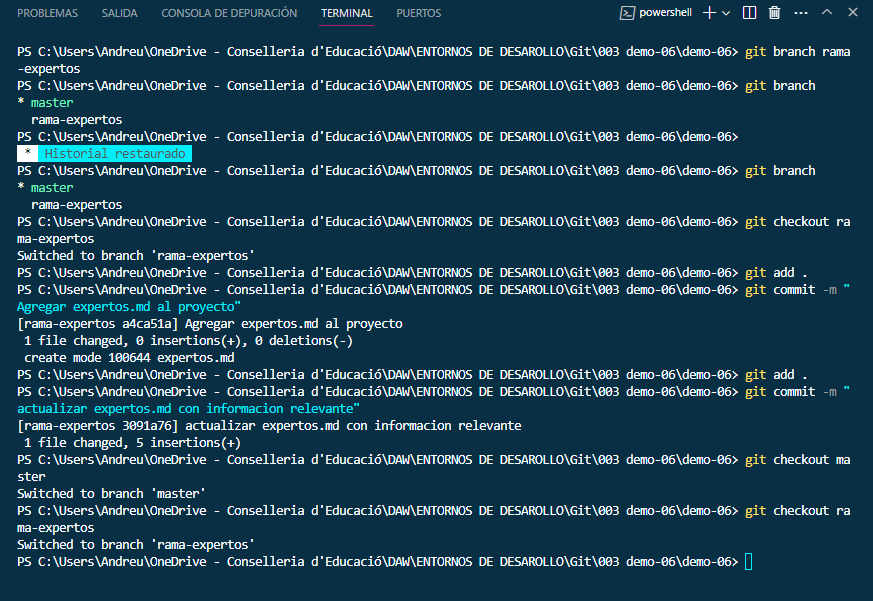 PROBLEMAS SALIDA CONSOLA DE DEPURACIÓN TERMINAL PUERTOS powershell
PS C:\Users\Andreu\OneDrive - Conselleria d'Educació\DAW\ENTORNOS DE DESAROLLO\Git\003 demo-06\demo-06> git branch rama
-expertos
PS C:\Users\Andreu\OneDrive - Conselleria d'Educació\DAW\ENTORNOS DE DESAROLLO\Git\003 demo-06\demo-06> git branch
* master
  rama-expertos
PS C:\Users\Andreu\OneDrive - Conselleria d'Educació\DAW\ENTORNOS DE DESAROLLO\Git\003 demo-06\demo-06>
 * Historial restaurado
PS C:\Users\Andreu\OneDrive - Conselleria d'Educació\DAW\ENTORNOS DE DESAROLLO\Git\003 demo-06\demo-06> git branch
* master
  rama-expertos
PS C:\Users\Andreu\OneDrive - Conselleria d'Educació\DAW\ENTORNOS DE DESAROLLO\Git\003 demo-06\demo-06> git checkout ra
ma-expertos
Switched to branch 'rama-expertos'
PS C:\Users\Andreu\OneDrive - Conselleria d'Educació\DAW\ENTORNOS DE DESAROLLO\Git\003 demo-06\demo-06> git add .
PS C:\Users\Andreu\OneDrive - Conselleria d'Educació\DAW\ENTORNOS DE DESAROLLO\Git\003 demo-06\demo-06> git commit -m "
Agregar expertos.md al proyecto"
[rama-expertos a4ca51a] Agregar expertos.md al proyecto
 1 file changed, 0 insertions(+), 0 deletions(-)
 create mode 100644 expertos.md
PS C:\Users\Andreu\OneDrive - Conselleria d'Educació\DAW\ENTORNOS DE DESAROLLO\Git\003 demo-06\demo-06> git add .
PS C:\Users\Andreu\OneDrive - Conselleria d'Educació\DAW\ENTORNOS DE DESAROLLO\Git\003 demo-06\demo-06> git commit -m "
actualizar expertos.md con informacion relevante"
[rama-expertos 3091a76] actualizar expertos.md con informacion relevante
 1 file changed, 5 insertions(+)
PS C:\Users\Andreu\OneDrive - Conselleria d'Educació\DAW\ENTORNOS DE DESAROLLO\Git\003 demo-06\demo-06> git checkout ma
ster
Switched to branch 'master'
PS C:\Users\Andreu\OneDrive - Conselleria d'Educació\DAW\ENTORNOS DE DESAROLLO\Git\003 demo-06\demo-06> git checkout ra
ma-expertos
Switched to branch 'rama-expertos'
PS C:\Users\Andreu\OneDrive - Conselleria d'Educació\DAW\ENTORNOS DE DESAROLLO\Git\003 demo-06\demo-06>